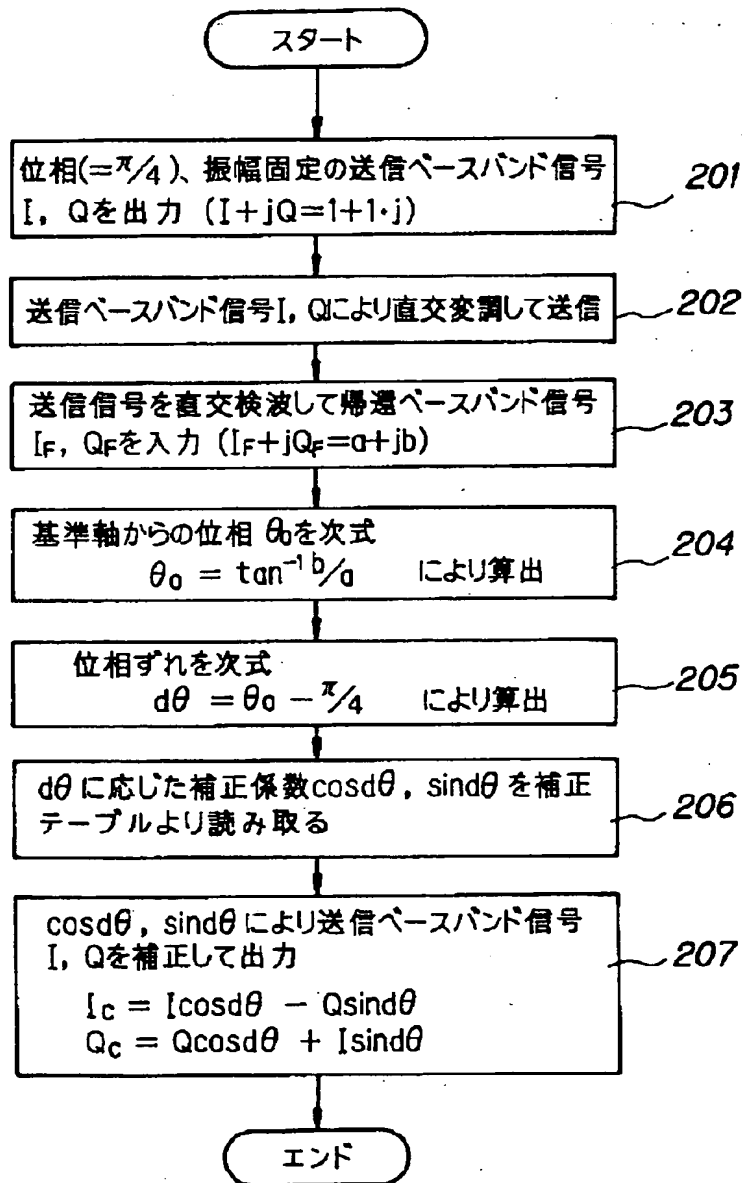 スタート
位相(=π/4)、振幅固定の送信ベースバンド信号
I, Qを出力 (I+jQ=1+1·j)
201
送信ベースバンド信号I, Qにより直交変調して送信
202
送信信号を直交検波して帰還ベースバンド信号
IF, QFを入力 (IF+jQF=a+jb)
203
基準軸からの位相 θ0を次式
θ0 = tan⁻¹ b/a により算出
204
位相ずれを次式
dθ = θ0 − π/4 により算出
205
dθ に応じた補正係数cosdθ, sindθ を補正
テーブルより読み取る
206
cosdθ, sindθ により送信ベースバンド信号
I, Qを補正して出力
IC = Icosdθ − Qsindθ
QC = Qcosdθ + Isindθ
207
エンド